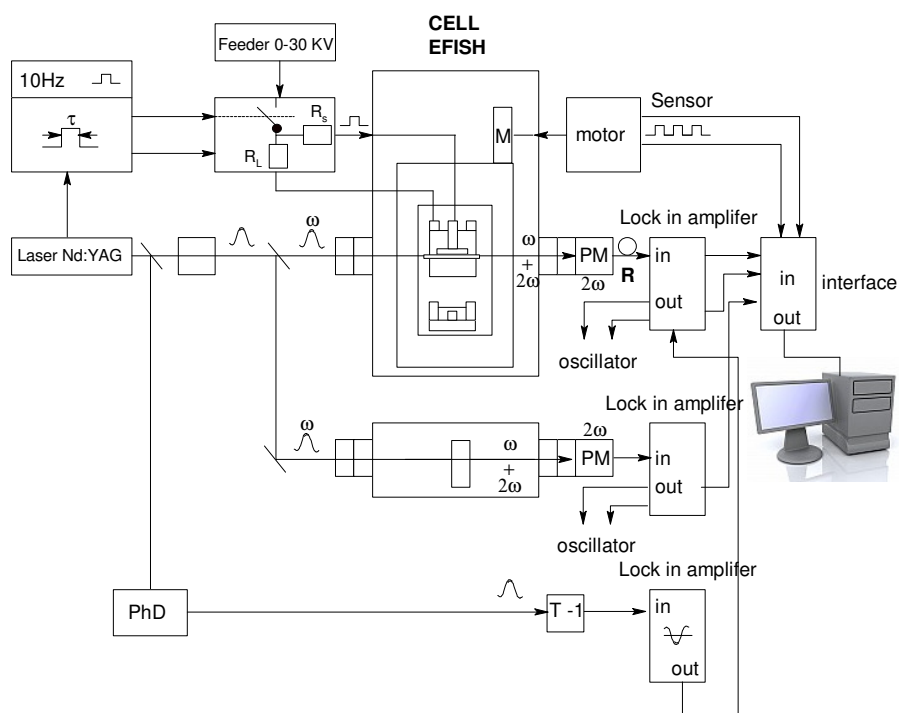 CELL
EFISH
Feeder 0-30 KV
10Hz
τ
Rs
RL
M
motor
Sensor
Laser Nd:YAG
ω
ω
+
2ω
PM
2ω
R
Lock in amplifer
in
out
oscillator
in
out
interface
ω
ω
+
2ω
2ω
PM
Lock in amplifer
in
out
oscillator
Lock in amplifer
PhD
T -1
in
out